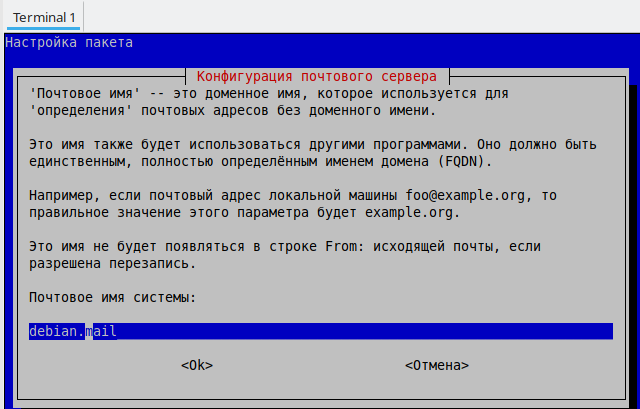 Terminal 1
Настройка пакета
Конфигурация почтового сервера
'Почтовое имя' -- это доменное имя, которое используется для
'определения' почтовых адресов без доменного имени.
Это имя также будет использоваться другими программами. Оно должно быть
единственным, полностью определённым именем домена (FQDN).
Например, если почтовый адрес локальной машины foo@example.org, то
правильное значение этого параметра будет example.org.
Это имя не будет появляться в строке From: исходящей почты, если
разрешена перезапись.
Почтовое имя системы:
debian.mail
<Ok> <Отмена>